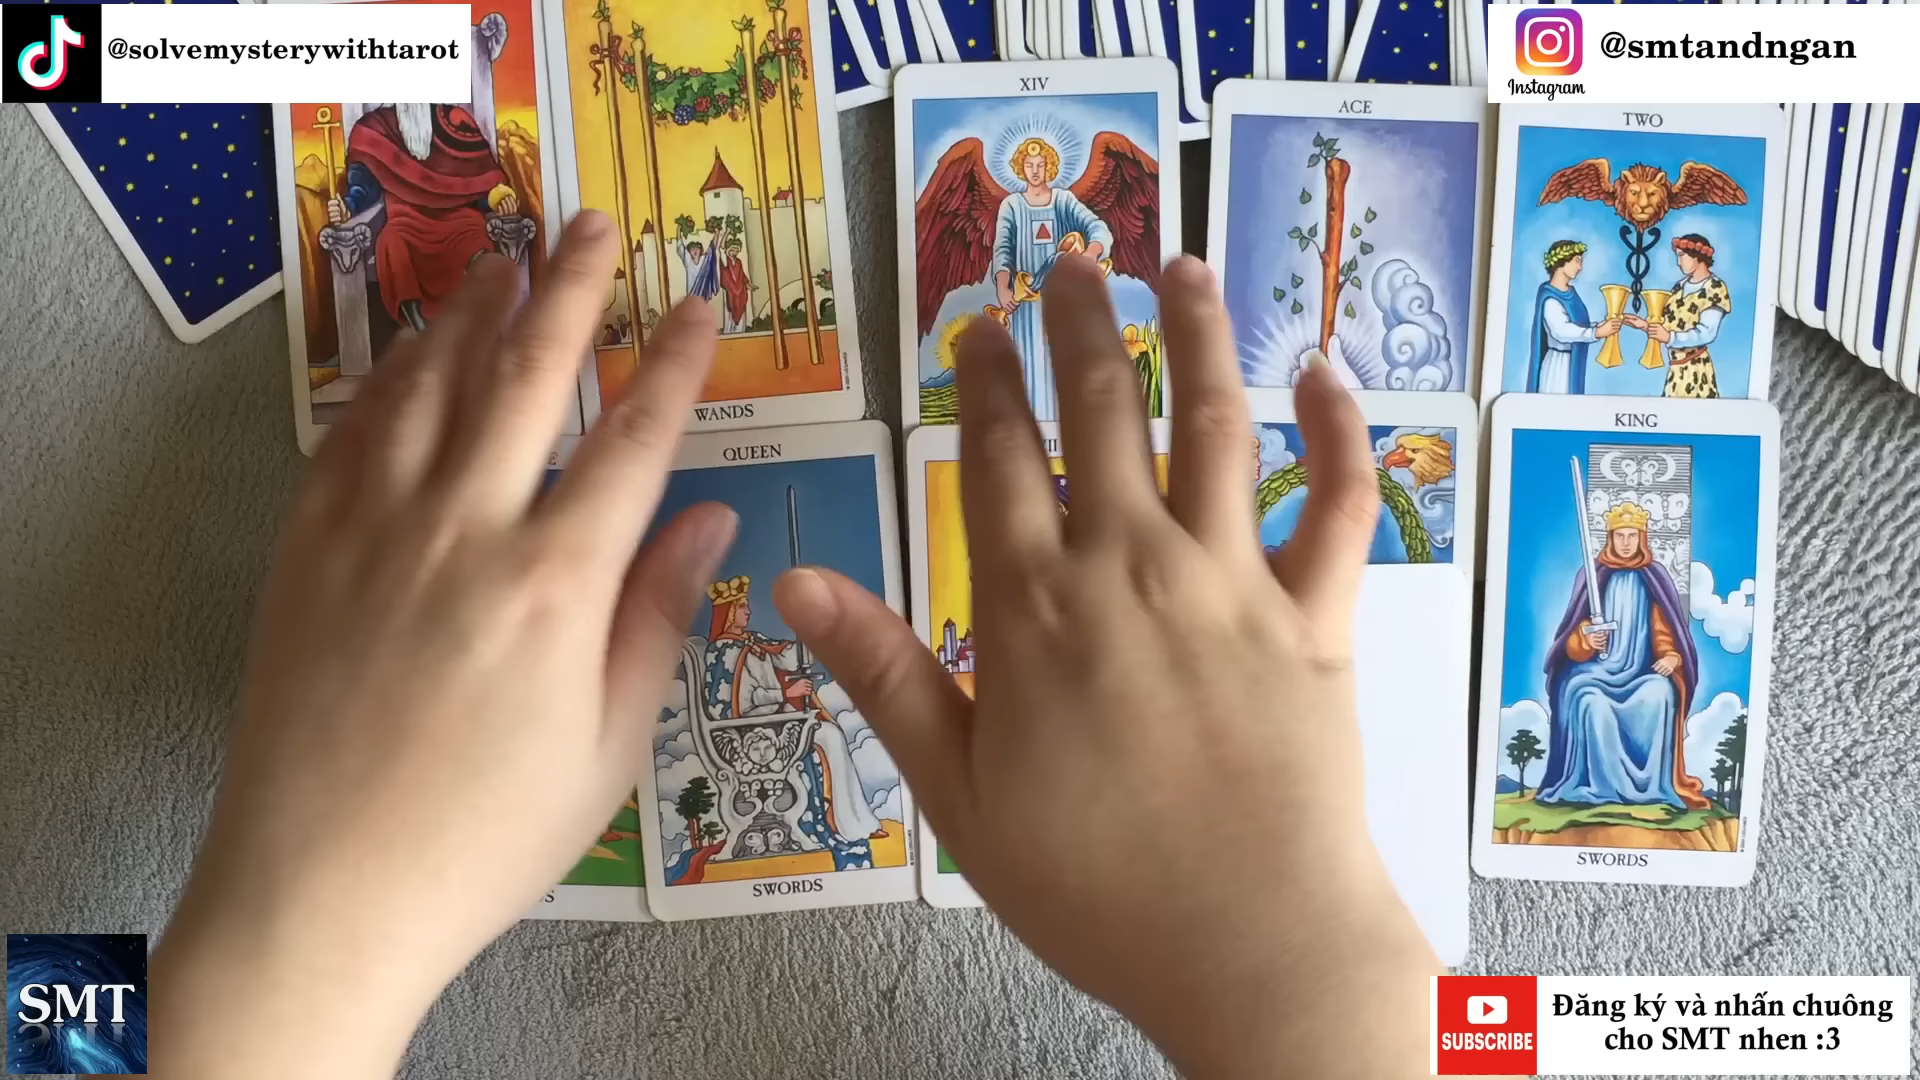 @solvemysterywithtarot
@smtandngan
Instagram
XIV
ACE
TWO
WANDS
QUEEN
KING
SWORDS
SWORDS
SMT
SUBSCRIBE
Đăng ký và nhấn chuông
cho SMT nhen :3